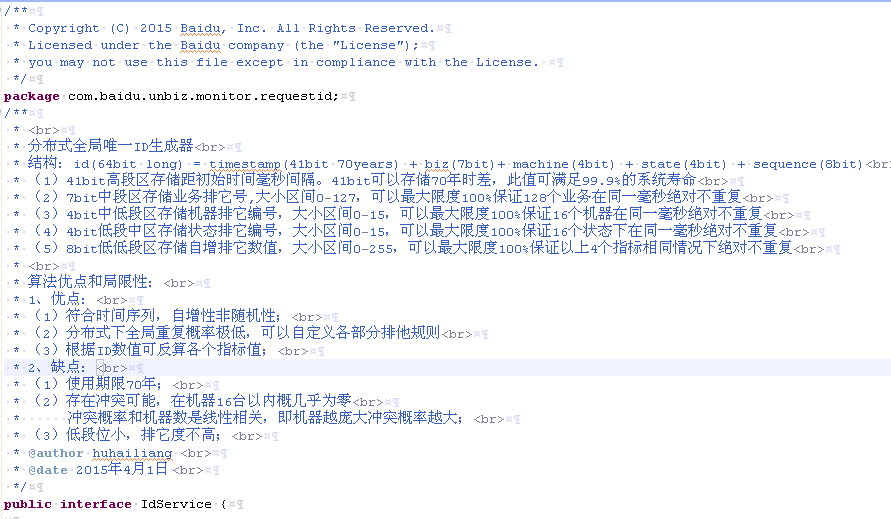 /**
* Copyright (C) 2015 Baidu, Inc. All Rights Reserved.
* Licensed under the Baidu company (the "License");
* you may not use this file except in compliance with the License.
*/
package com.baidu.unbiz.monitor.requestid;
/**
* <br>
* 分布式全局唯一ID生成器<br>
* 结构: id(64bit long) = timestamp(41bit 70years) + biz(7bit)+ machine(4bit) + state(4bit) + sequence(8bit)<br
* （1）41bit高段区存储距初始时间毫秒间隔。41bit可以存储70年时差，此值可满足99.9%的系统寿命<br>
* （2）7bit中段区存储业务排它号,大小区间0-127，可以最大限度100%保证128个业务在同一毫秒绝对不重复<br>
* （3）4bit中低段区存储机器排它编号，大小区间0-15，可以最大限度100%保证16个机器在同一毫秒绝对不重复<br>
* （4）4bit低段中区存储状态排它编号，大小区间0-15，可以最大限度100%保证16个状态下在同一毫秒绝对不重复<br>
* （5）8bit低低段区存储自增排它数值，大小区间0-255，可以最大限度100%保证以上4个指标相同情况下绝对不重复<br>
* <br>
* 算法优点和局限性：<br>
* 1、优点：<br>
* （1）符合时间序列，自增性非随机性；<br>
* （2）分布式下全局重复概率极低，可以自定义各部分排他规则<br>
* （3）根据ID数值可反算各个指标值；<br>
* 2、缺点：<br>
* （1）使用期限70年；<br>
* （2）存在冲突可能，在机器16台以内概几乎为零<br>
* 冲突概率和机器数是线性相关，即机器越庞大冲突概率越大；<br>
* （3）低段位小，排它度不高；<br>
* @author huhailiang <br>
* @date 2015年4月1日<br>
*/
public interface IdService {